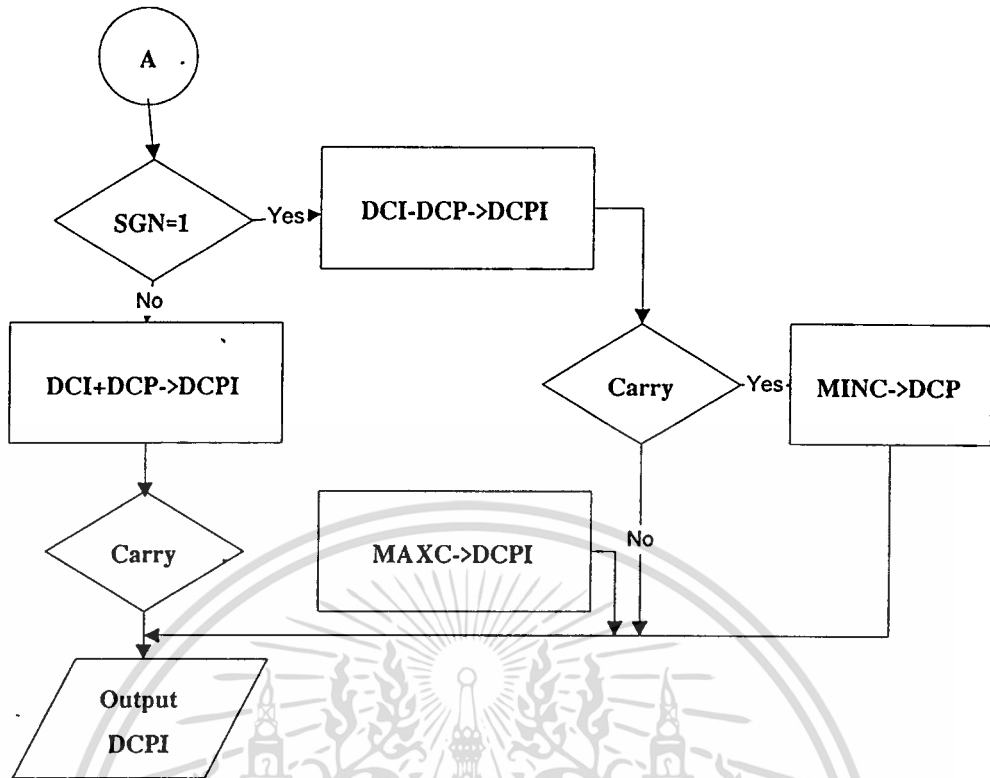 A
SGN=1
Yes
DCI-DCP->DCPI
No
DCI+DCP->DCPI
Carry
Yes
MINC->DCP
Carry
MAXC->DCPI
No
Output
DCPI